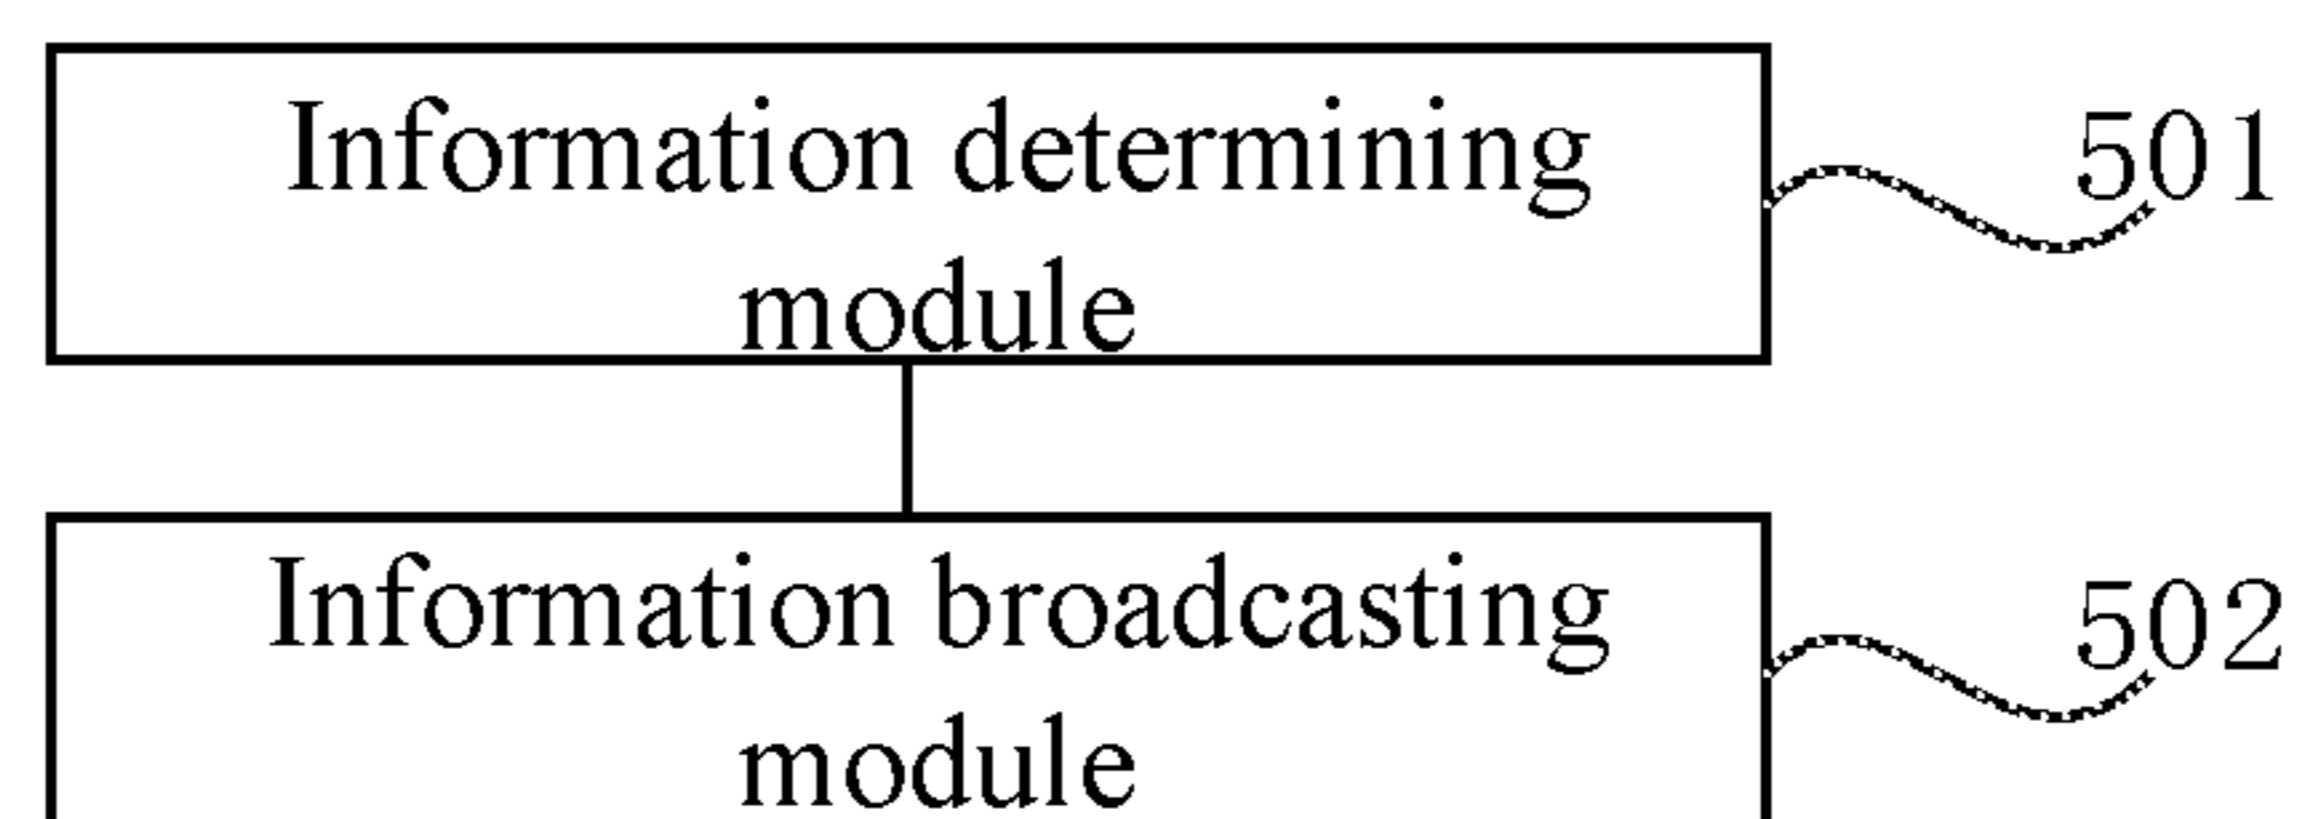 Information determining
module
501
Information broadcasting
module
502